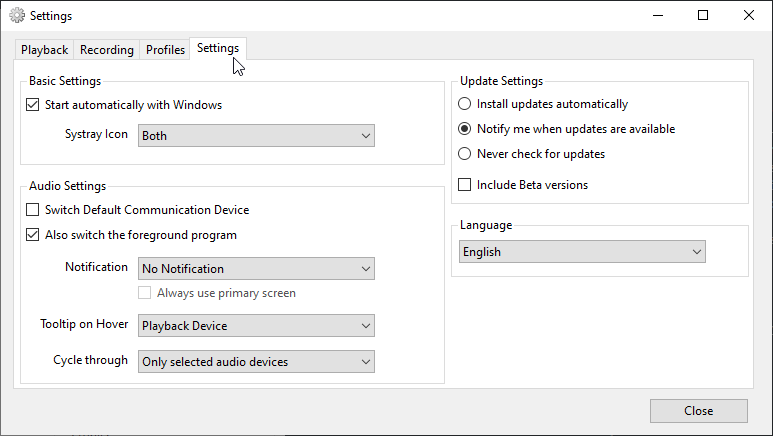 Settings
Playback Recording Profiles Settings
Basic Settings
Start automatically with Windows
Systray Icon Both
Audio Settings
Switch Default Communication Device
Also switch the foreground program
Notification No Notification
Always use primary screen
Tooltip on Hover Playback Device
Cycle through Only selected audio devices
Update Settings
Install updates automatically
Notify me when updates are available
Never check for updates
Include Beta versions
Language
English
Close